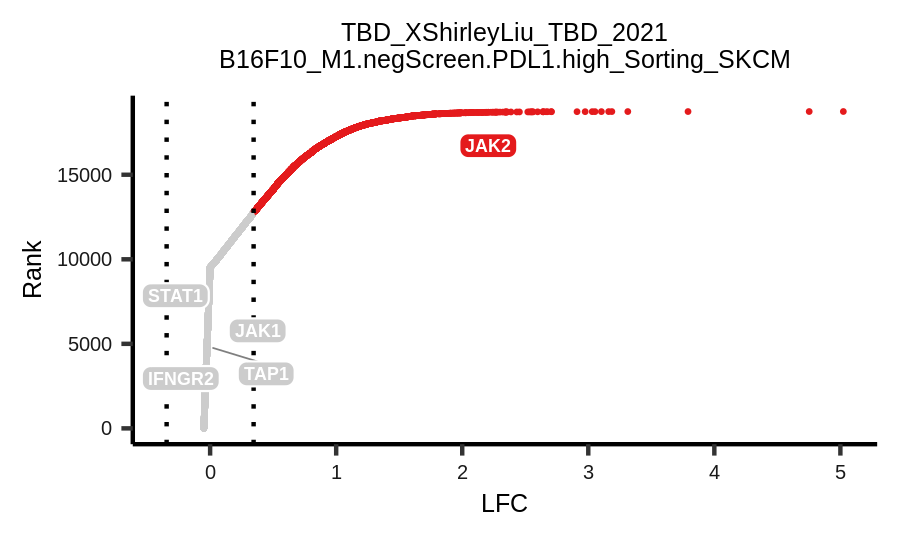 TBD_XShirleyLiu_TBD_2021
B16F10_M1.negScreen.PDL1.high_Sorting_SKCM
JAK2
15000
10000
Rank
STAT1
JAK1
5000
TAP1
IFNGR2
0
0 1 2 3 4 5
LFC